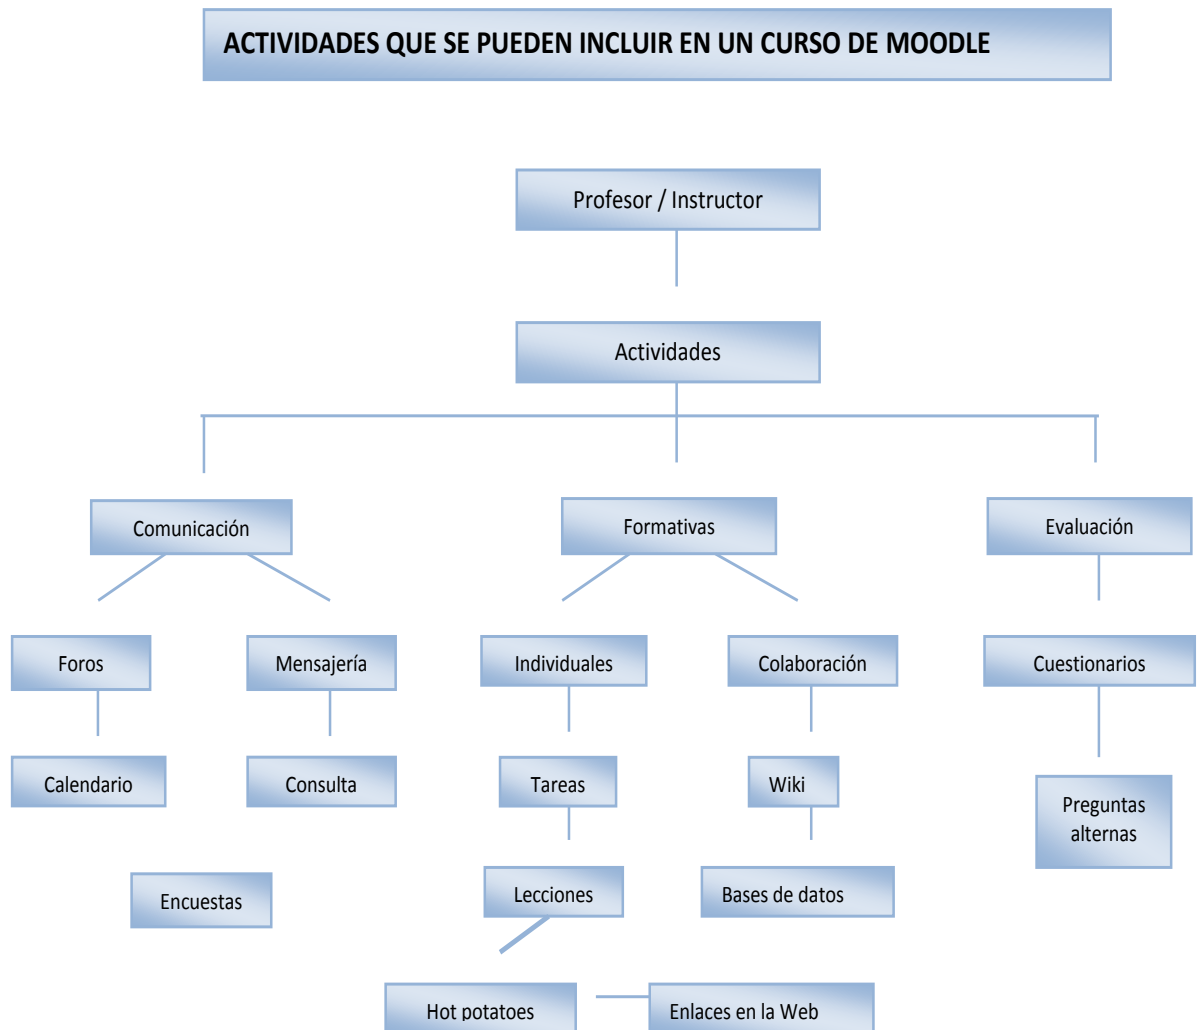 ACTIVIDADES QUE SE PUEDEN INCLUIR EN UN CURSO DE MOODLE
Profesor / Instructor
Actividades
Comunicación
Formativas
Evaluación
Foros
Mensajería
Individuales
Colaboración
Cuestionarios
Calendario
Consulta
Tareas
Wiki
Preguntas
alternas
Encuestas
Lecciones
Bases de datos
Hot potatoes
Enlaces en la Web